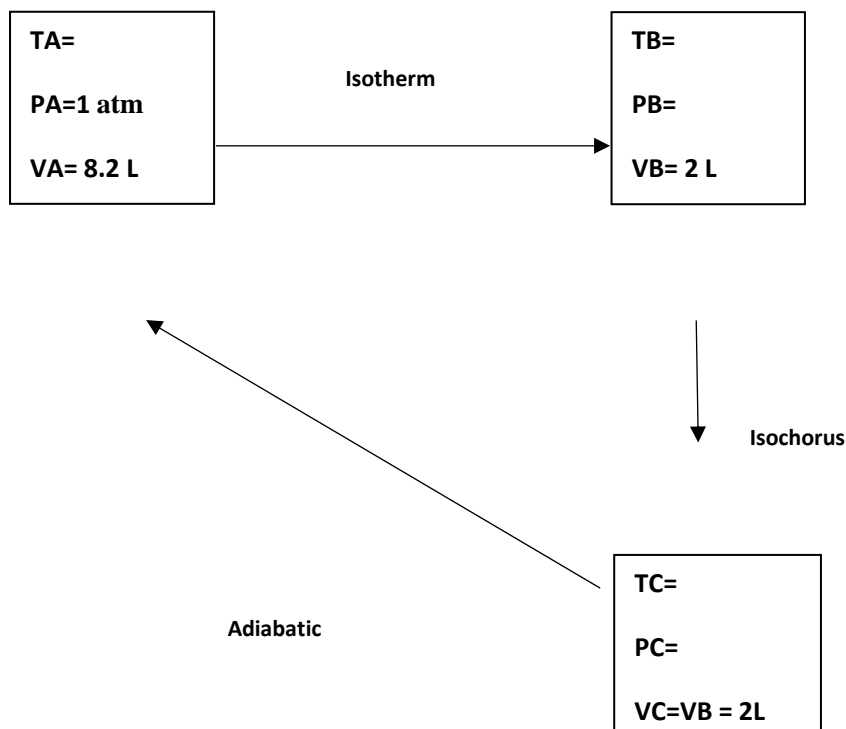 TA=
PA=1 atm
VA= 8.2 L
Isotherm
TB=
PB=
VB= 2 L
Isochorus
Adiabatic
TC=
PC=
VC=VB = 2L